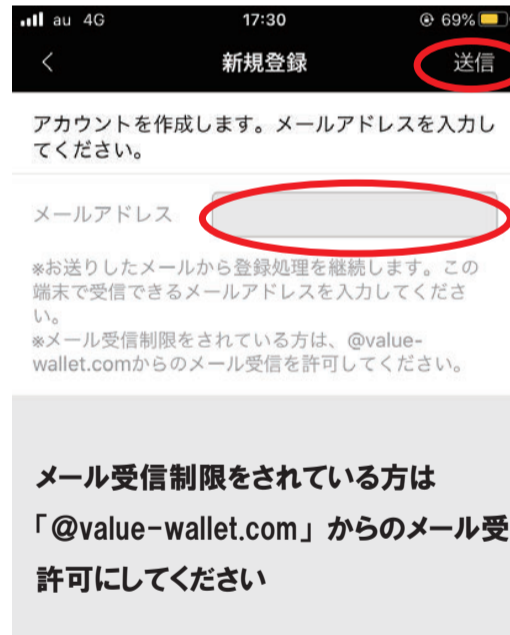 au 4G 17:30 69%
新規登録 送信
アカウントを作成します。メールアドレスを入力し
てください。
メールアドレス
※お送りしたメールから登録処理を継続します。この
端末で受信できるメールアドレスを入力してくださ
い。
※メール受信制限をされている方は、@value-
wallet.comからのメール受信を許可してください。
メール受信制限をされている方は
「@value-wallet.com」からのメール受
許可にしてください